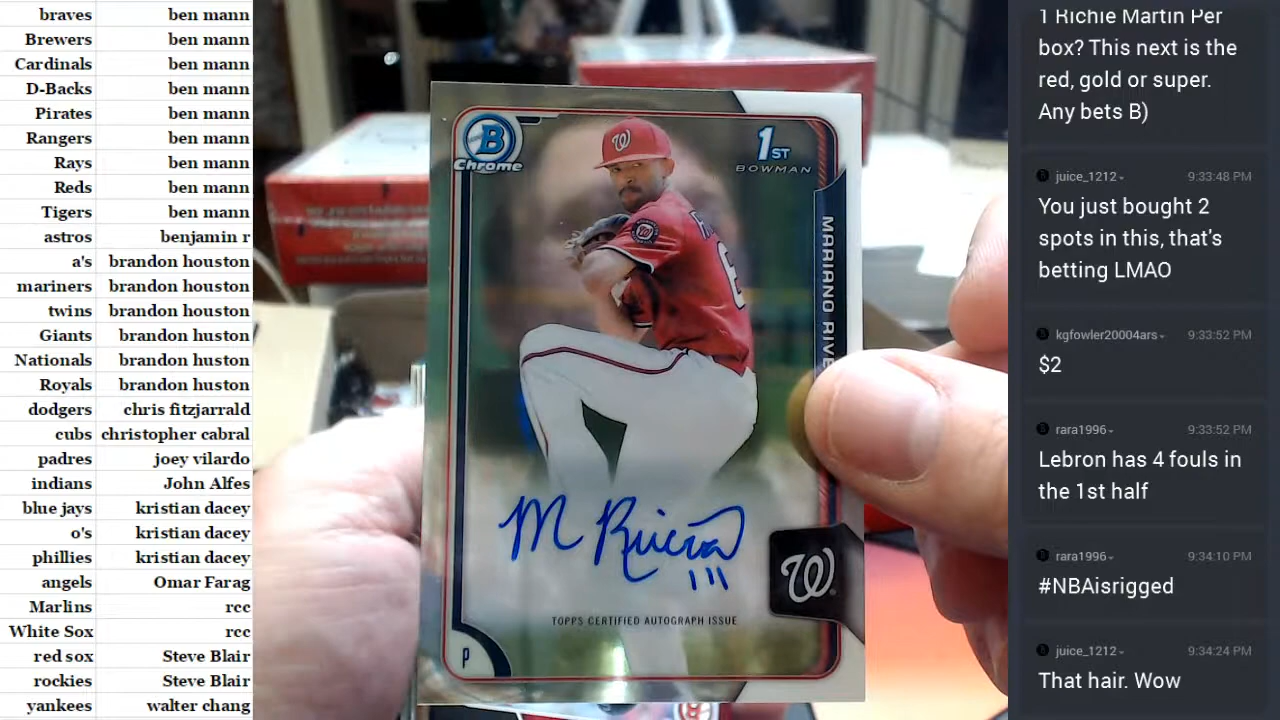 braves ben mann
Brewers ben mann
Cardinals ben mann
D-Backs ben mann
Pirates ben mann
Rangers ben mann
Rays ben mann
Reds ben mann
Tigers ben mann
astros benjamin r
a's brandon houston
mariners brandon houston
twins brandon houston
Giants brandon huston
Nationals brandon huston
Royals brandon huston
dodgers chris fitzjarrald
cubs christopher cabral
padres joey vilardo
indians John Alfes
blue jays kristian dacey
o's kristian dacey
phillies kristian dacey
angels Omar Farag
Marlins rcc
White Sox rcc
red sox Steve Blair
rockies Steve Blair
yankees walter chang
B
Chrome
1ST
BOWMAN
W
W
MARIANO RIVE
M Rivera
III
W
TOPPS CERTIFIED AUTOGRAPH ISSUE
P
1 Richie Martin Per
box? This next is the
red, gold or super.
Any bets B)
juice_1212 9:33:48 PM
You just bought 2
spots in this, that's
betting LMAO
kgfowler20004ars 9:33:52 PM
$2
rara1996 9:33:52 PM
Lebron has 4 fouls in
the 1st half
rara1996 9:34:10 PM
#NBAisrigged
juice_1212 9:34:24 PM
That hair. Wow